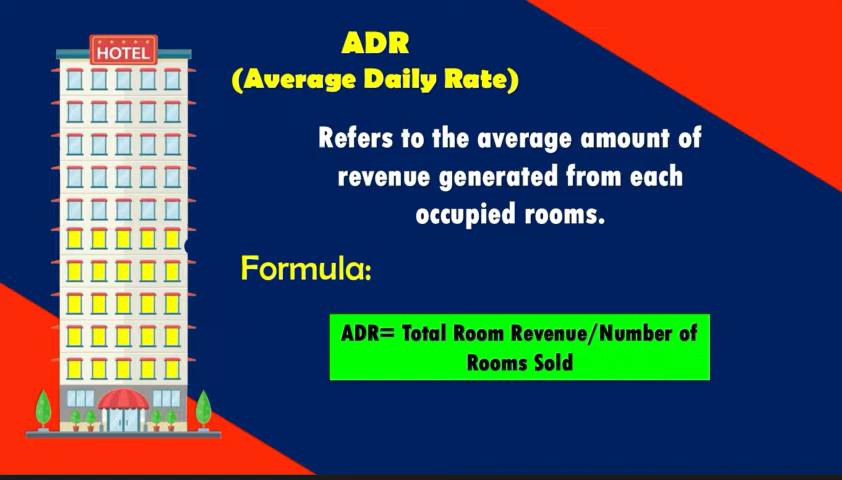 HOTEL
ADR
(Average Daily Rate)
Refers to the average amount of
revenue generated from each
occupied rooms.
Formula:
ADR= Total Room Revenue/Number of
Rooms Sold